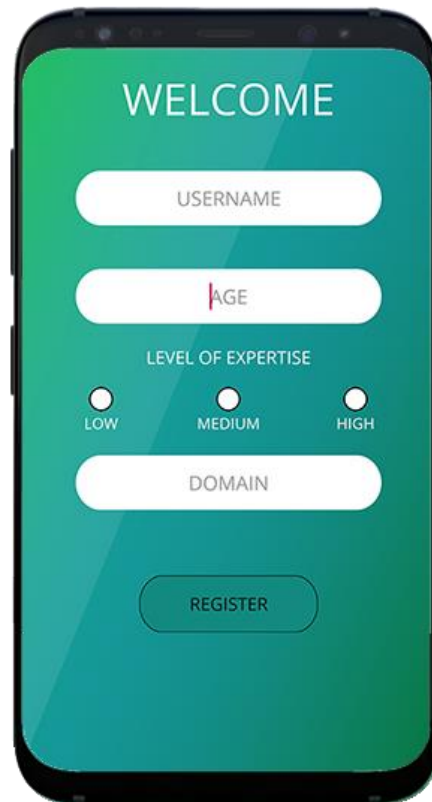 WELCOME
USERNAME
AGE
LEVEL OF EXPERTISE
LOW MEDIUM HIGH
DOMAIN
REGISTER